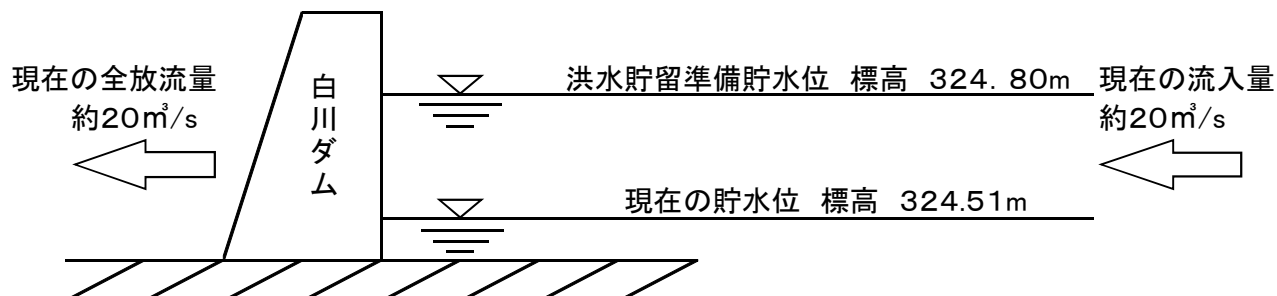 現在の全放流量
約20㎥/s
白川ダム
洪水貯留準備貯水位 標高 324.80m
現在の流入量
約20㎥/s
現在の貯水位 標高 324.51m